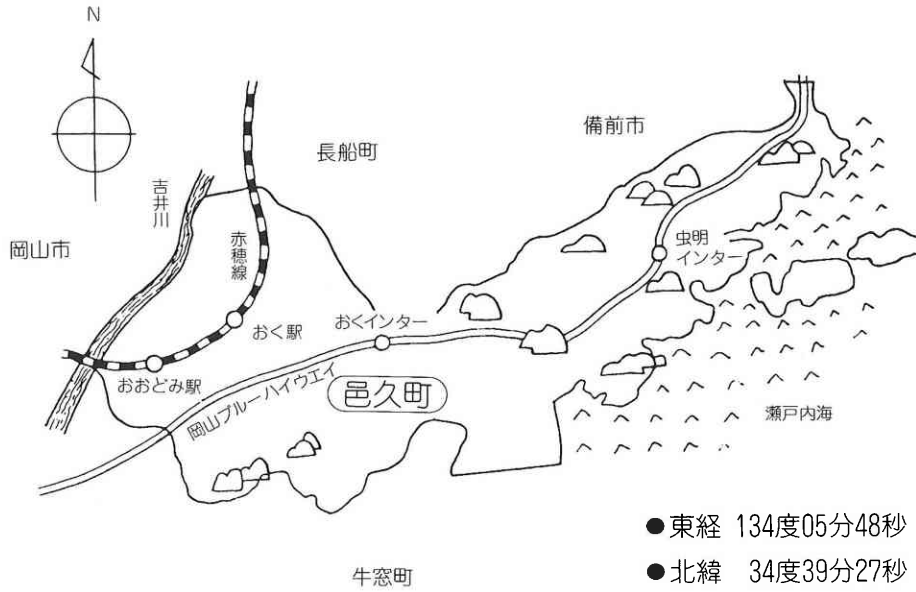 N
長船町
備前市
吉井川
岡山市
赤穂線
虫明
インター
おく駅
おくインター
おおどみ駅
岡山ブルーハイウエイ
邑久町
瀬戸内海
牛窓町
●東経 134度05分48秒
●北緯 34度39分27秒